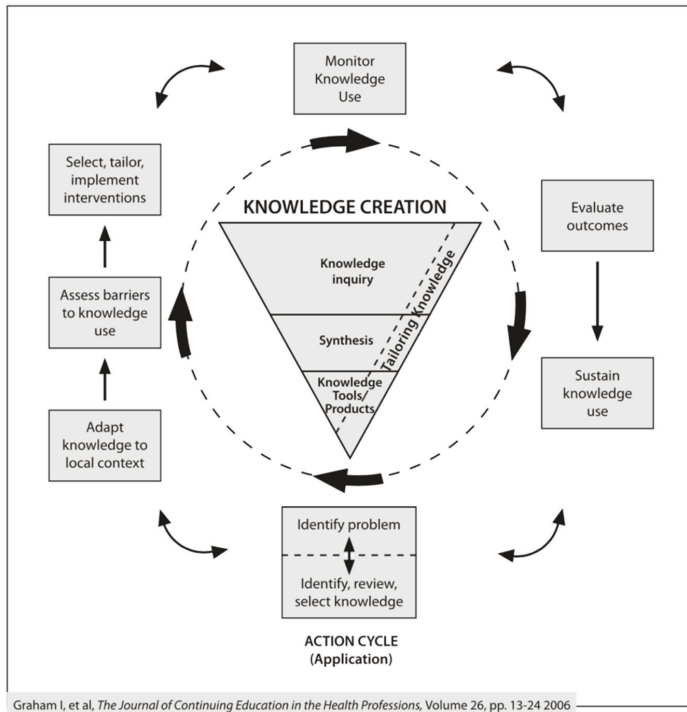 Monitor
Knowledge
Use
Select, tailor,
implement
interventions
Evaluate
outcomes
KNOWLEDGE CREATION
Knowledge
inquiry
Tailoring Knowledge
Assess barriers
to knowledge
use
Synthesis
Knowledge
Tools/
Products
Sustain
knowledge
use
Adapt
knowledge to
local context
Identify problem
Identify, review,
select knowledge
ACTION CYCLE
(Application)
Graham I, et al, The Journal of Continuing Education in the Health Professions, Volume 26, pp. 13-24 2006